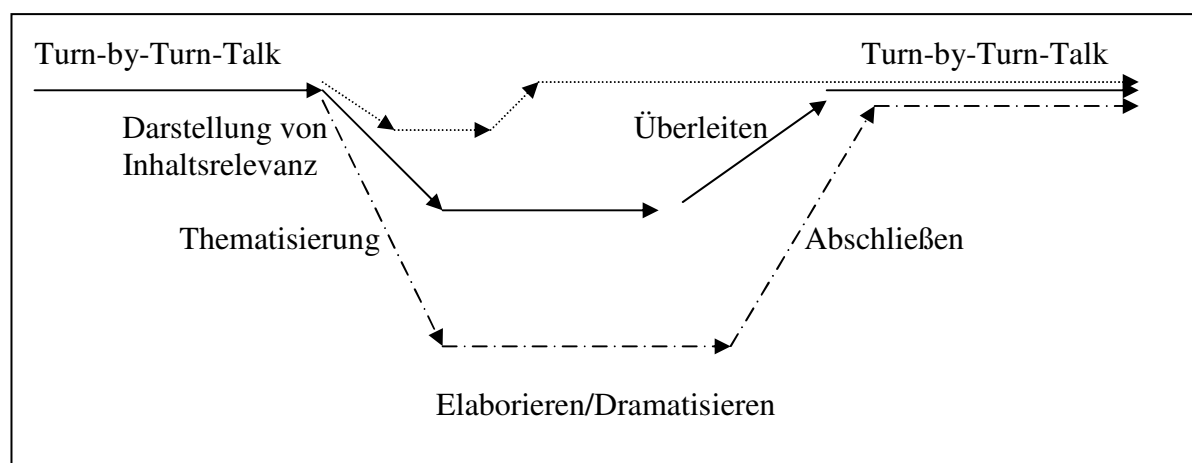 Turn-by-Turn-Talk
Turn-by-Turn-Talk
Darstellung von
Inhaltsrelevanz
Überleiten
Thematisierung
Abschließen
Elaborieren/Dramatisieren